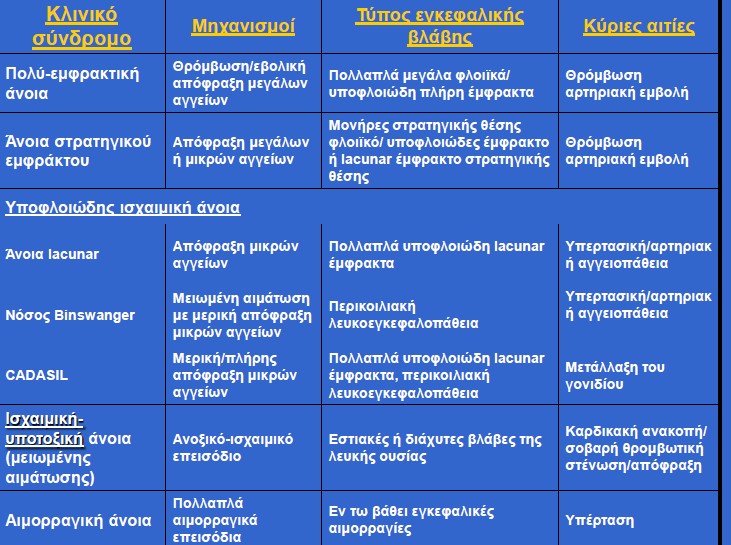 Κλινικό
σύνδρομο
Μηχανισμοί
Τύπος εγκεφαλικής
βλάβης
Κύριες αιτίες
Πολύ-εμφρακτική
άνοια
Θρόμβωση/εβολική
απόφραξη μεγάλων
αγγείων
Πολλαπλά μεγάλα φλοιϊκά/
υποφλοιώδη πλήρη έμφρακτα
Θρόμβωση
αρτηριακή εμβολή
Άνοια στρατηγικού
εμφράκτου
Απόφραξη μεγάλων
ή μικρών αγγείων
Μονήρες στρατηγικής θέσης
φλοιϊκό/ υποφλοιώδες έμφρακτο
ή lacunar έμφρακτο στρατηγικής
θέσης
Θρόμβωση
αρτηριακή εμβολή
Υποφλοιώδης ισχαιμική άνοια
Άνοια lacunar
Απόφραξη μικρών
αγγείων
Πολλαπλά υποφλοιώδη lacunar
έμφρακτα
Υπερτασική/αρτηριακ
ή αγγειοπάθεια
Νόσος Binswanger
Μειωμένη αιμάτωση
με μερική απόφραξη
μικρών αγγείων
Περικοιλιακή
λευκοεγκεφαλοπάθεια
Υπερτασική/αρτηριακ
ή αγγειοπάθεια
CADASIL
Μερική/πλήρης
απόφραξη μικρών
αγγείων
Πολλαπλά υποφλοιώδη lacunar
έμφρακτα, περικοιλιακή
λευκοεγκεφαλοπάθεια
Μετάλλαξη του
γονιδίου
Ισχαιμική-
υποτοξική άνοια
(μειωμένης
αιμάτωσης)
Ανοξικό-ισχαιμικό
επεισόδιο
Εστιακές ή διάχυτες βλάβες της
λευκής ουσίας
Καρδικακή ανακοπή/
σοβαρή θρομβωτική
στένωση/απόφραξη
Αιμορραγική άνοια
Πολλαπλά
αιμορραγικά
επεισόδια
Εν τω βάθει εγκεφαλικές
αιμορραγίες
Υπέρταση